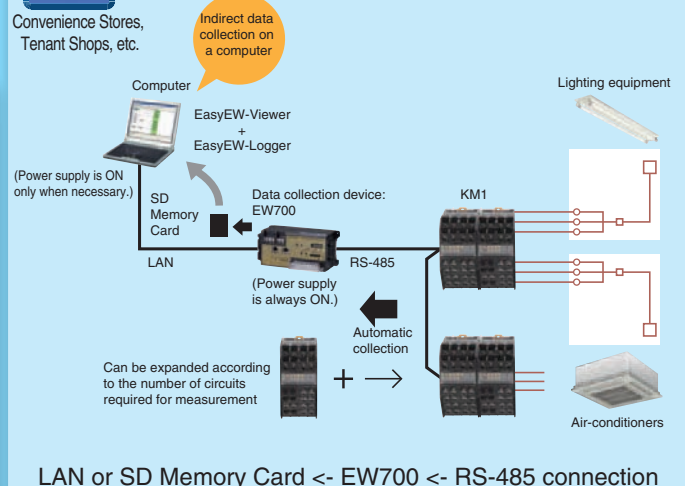 Convenience Stores,
Tenant Shops, etc.
Indirect data
collection on
a computer
Computer
EasyEW-Viewer
+
EasyEW-Logger
Lighting equipment
(Power supply is ON
only when necessary.)
SD
Memory
Card
Data collection device:
EW700
KM1
LAN
RS-485
(Power supply
is always ON.)
Automatic
collection
Can be expanded according
to the number of circuits
required for measurement
+
Air-conditioners
LAN or SD Memory Card <- EW700 <- RS-485 connection